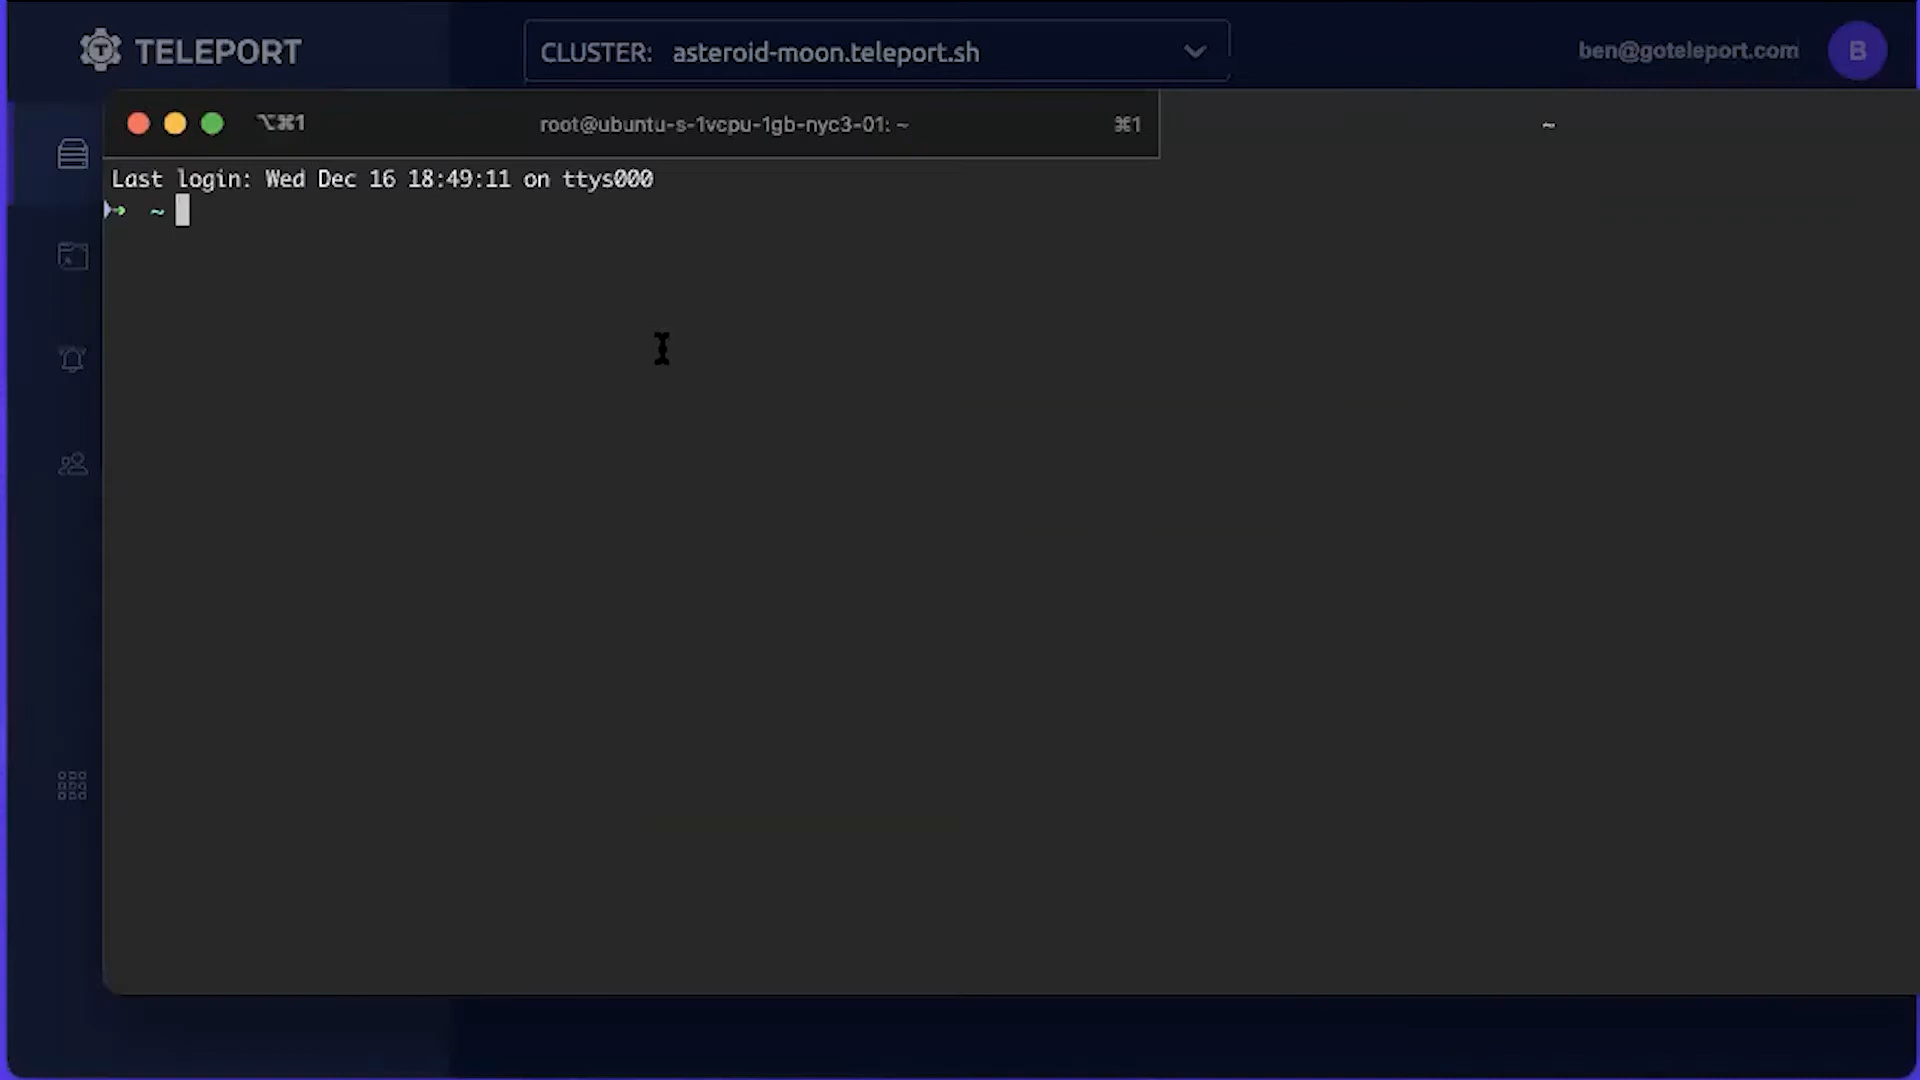 TELEPORT
CLUSTER: asteroid-moon.teleport.sh
ben@goteleport.com
B
⌥⌘1
root@ubuntu-s-1vcpu-1gb-nyc3-01: ~
⌘1
~
Last login: Wed Dec 16 18:49:11 on ttys000
➜ ~